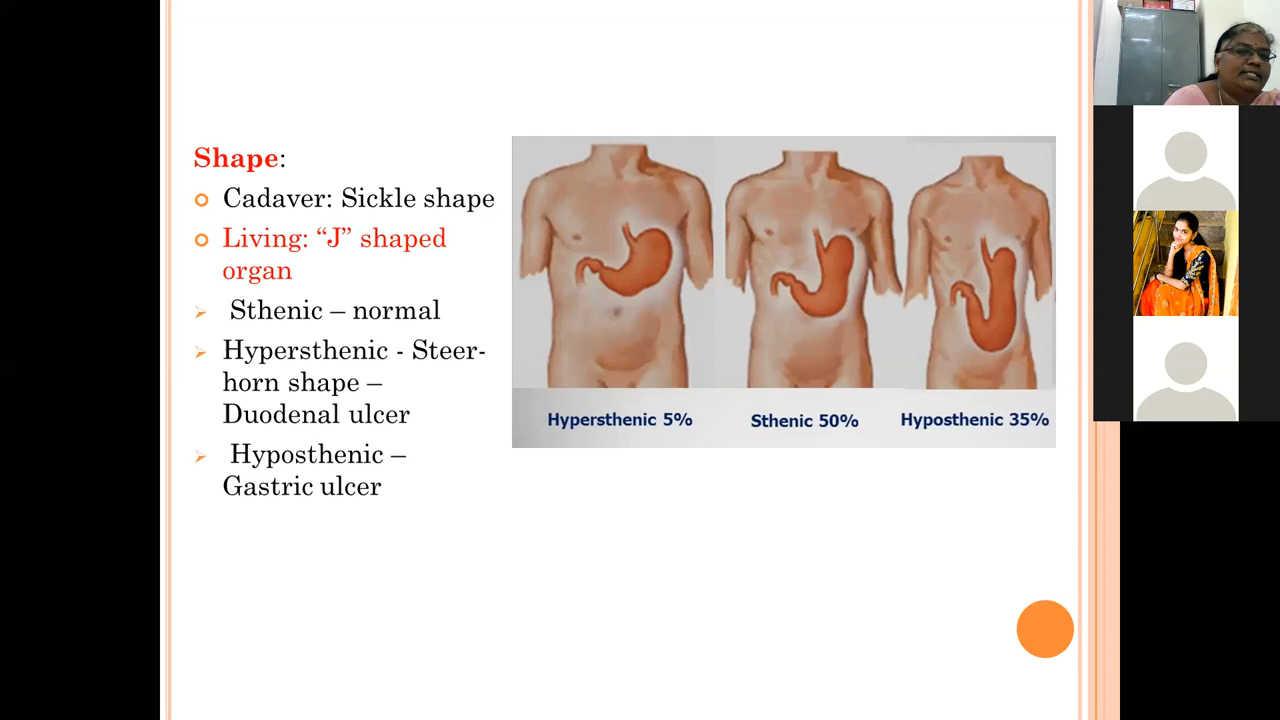 Shape:
Cadaver: Sickle shape
Living: “J” shaped
organ
Sthenic – normal
Hypersthenic - Steer-
horn shape –
Duodenal ulcer
Hyposthenic –
Gastric ulcer
Hypersthenic 5%
Sthenic 50%
Hyposthenic 35%